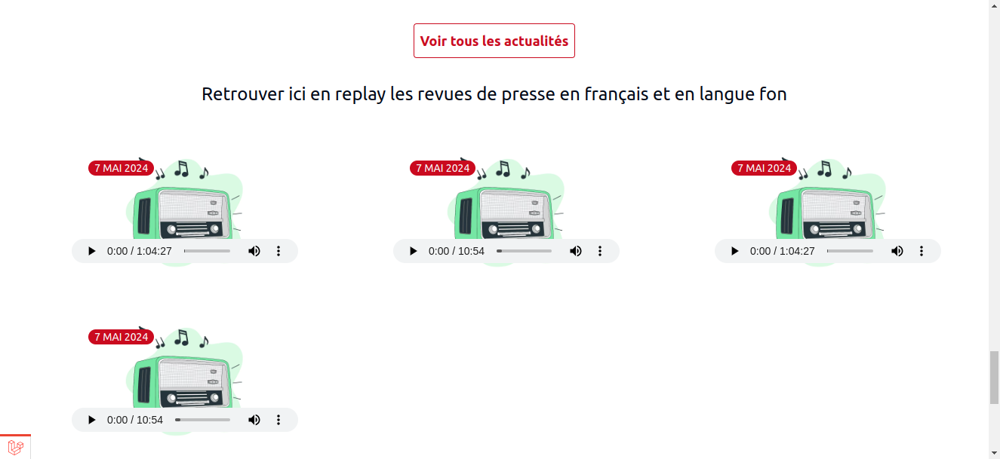 Voir tous les actualités
Retrouver ici en replay les revues de presse en français et en langue fon
7 MAI 2024
7 MAI 2024
7 MAI 2024
0:00 / 1:04:27
0:00 / 10:54
0:00 / 1:04:27
7 MAI 2024
0:00 / 10:54